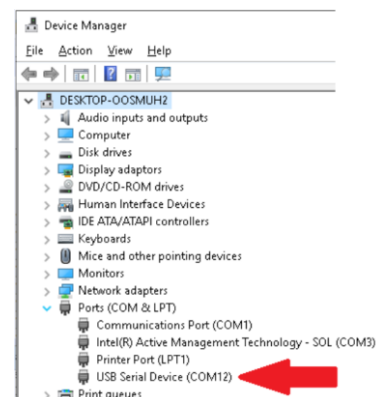 Device Manager
File Action View Help
DESKTOP-OOSMUH2
Audio inputs and outputs
Computer
Disk drives
Display adaptors
DVD/CD-ROM drives
Human Interface Devices
IDE ATA/ATAPI controllers
Keyboards
Mice and other pointing devices
Monitors
Network adapters
Ports (COM & LPT)
Communications Port (COM1)
Intel(R) Active Management Technology - SOL (COM3)
Printer Port (LPT1)
USB Serial Device (COM12)
Print queues